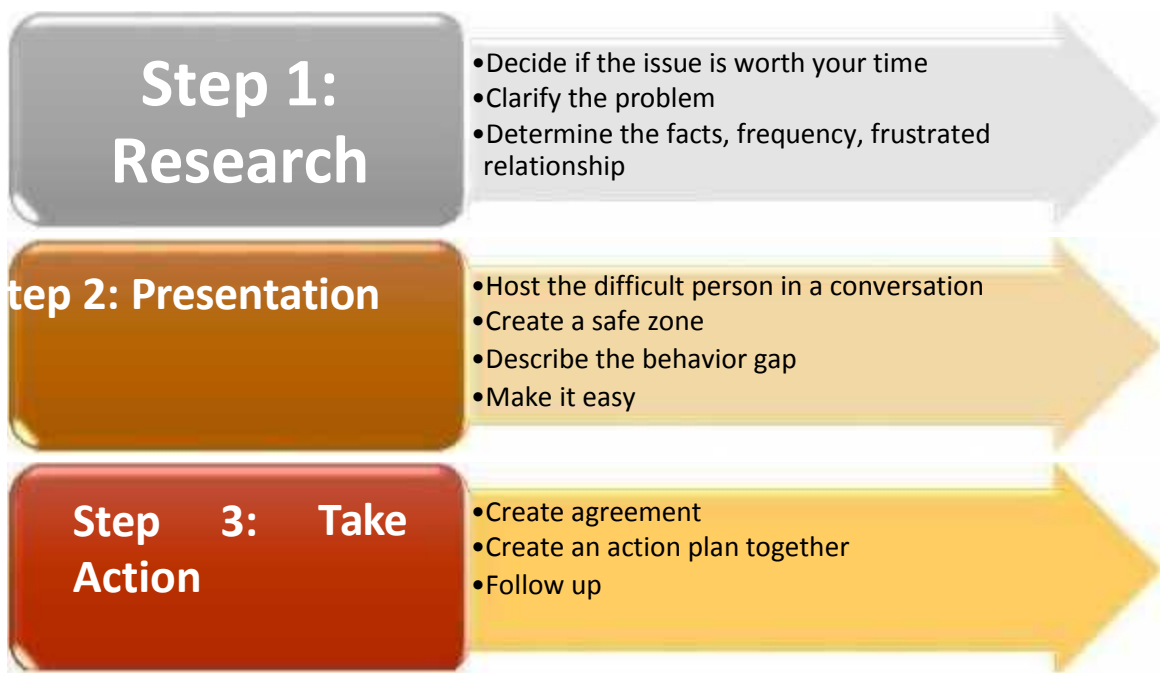 Step 1:
Research
•Decide if the issue is worth your time
•Clarify the problem
•Determine the facts, frequency, frustrated
relationship
tep 2: Presentation
•Host the difficult person in a conversation
•Create a safe zone
•Describe the behavior gap
•Make it easy
Step 3: Take
Action
•Create agreement
•Create an action plan together
•Follow up